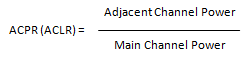 Adjacent Channel Power
ACPR (ACLR) =
Main Channel Power